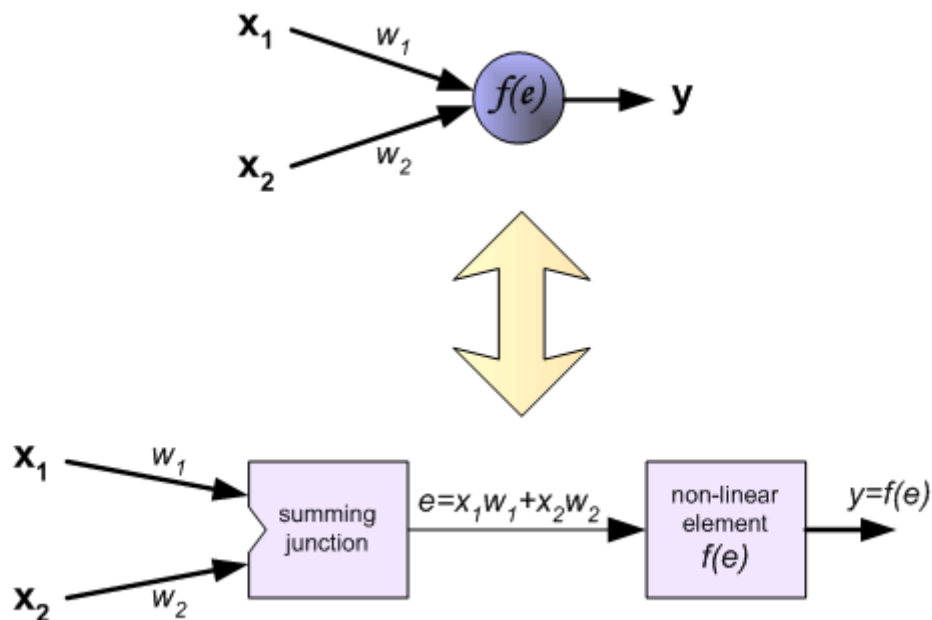 x₁
w₁
f(e)
y
x₂
w₂
x₁
w₁
summing
junction
e=x₁w₁+x₂w₂
non-linear
element
f(e)
y=f(e)
x₂
w₂